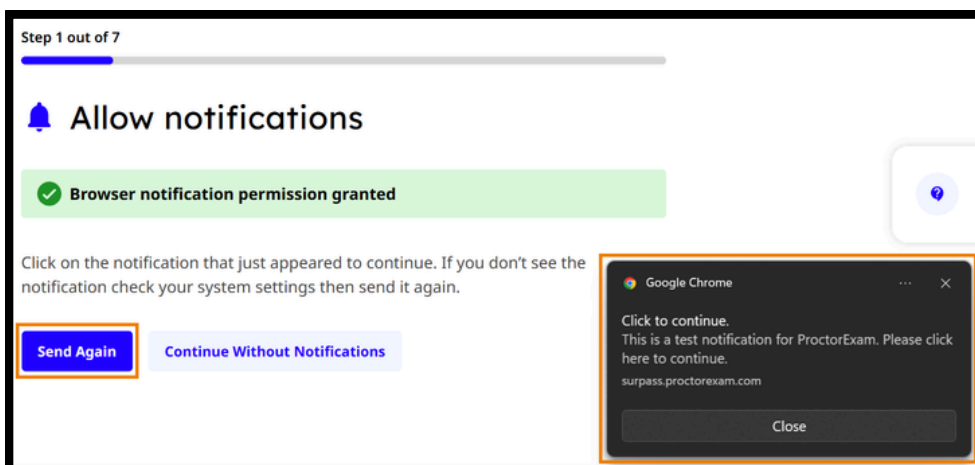 Step 1 out of 7
Allow notifications
Browser notification permission granted
Click on the notification that just appeared to continue. If you don't see the
notification check your system settings then send it again.
Send Again
Continue Without Notifications
Google Chrome
Click to continue.
This is a test notification for ProctorExam. Please click
here to continue.
surpass.proctorexam.com
Close